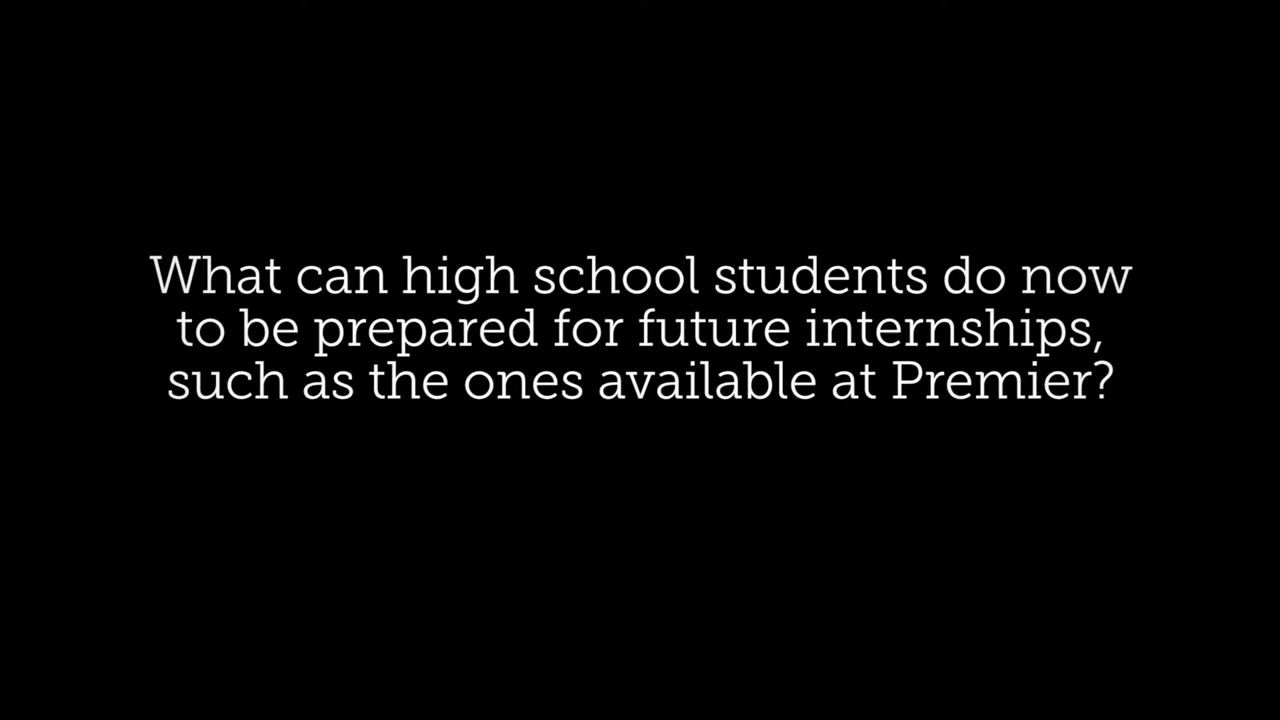 What can high school students do now
to be prepared for future internships,
such as the ones available at Premier?